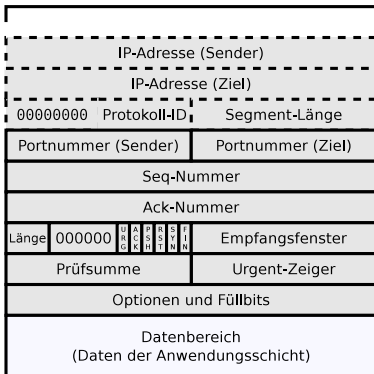 IP-Adresse (Sender)
IP-Adresse (Ziel)
00000000 Protokoll-ID Segment-Länge
Portnummer (Sender) Portnummer (Ziel)
Seq-Nummer
Ack-Nummer
Länge 000000 URG ACK PSH RST SYN FIN Empfangsfenster
Prüfsumme Urgent-Zeiger
Optionen und Füllbits
Datenbereich
(Daten der Anwendungsschicht)